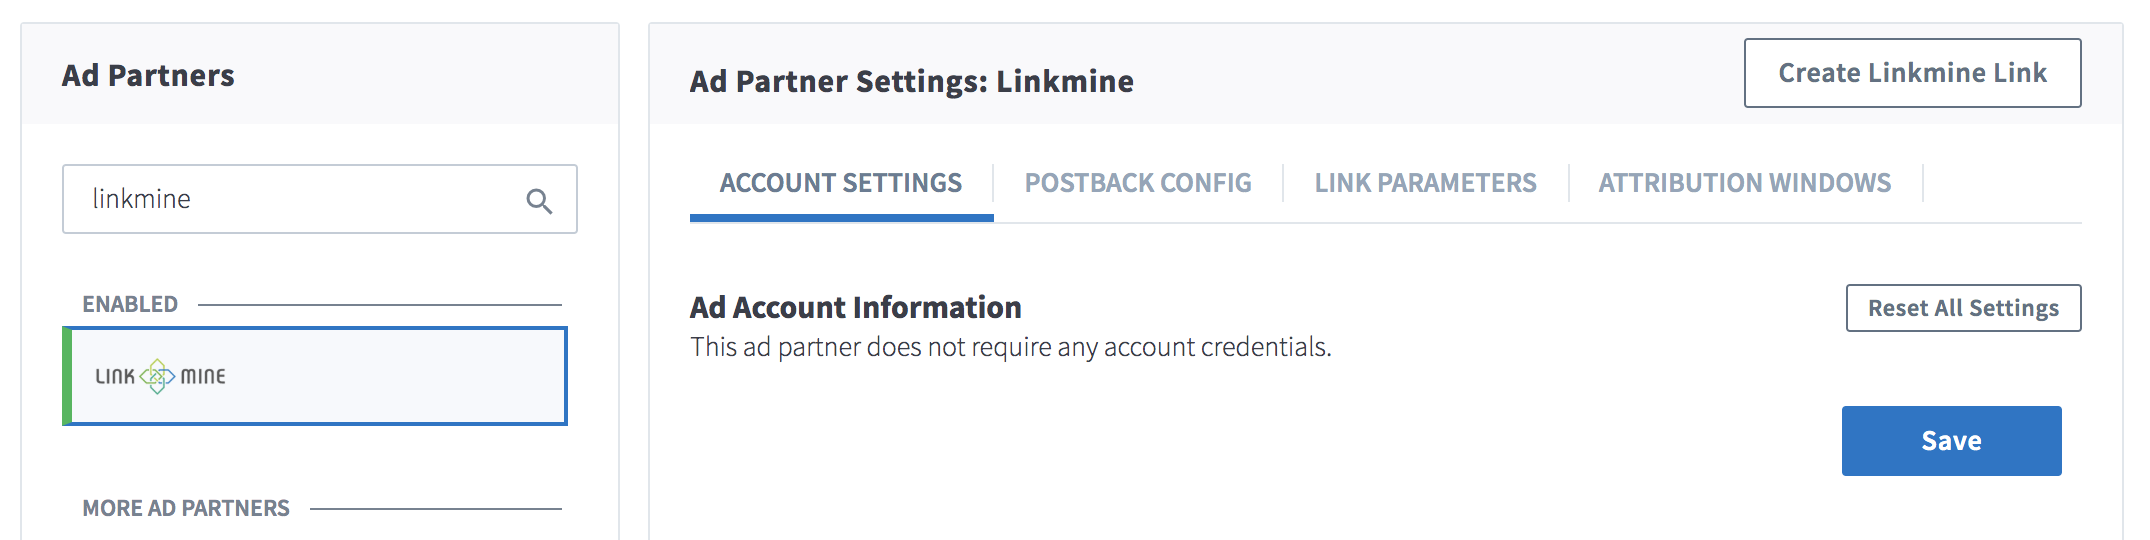 Ad Partners
linkmine
ENABLED
LINK MINE
MORE AD PARTNERS
Ad Partner Settings: Linkmine
Create Linkmine Link
ACCOUNT SETTINGS
POSTBACK CONFIG
LINK PARAMETERS
ATTRIBUTION WINDOWS
Ad Account Information
Reset All Settings
This ad partner does not require any account credentials.
Save